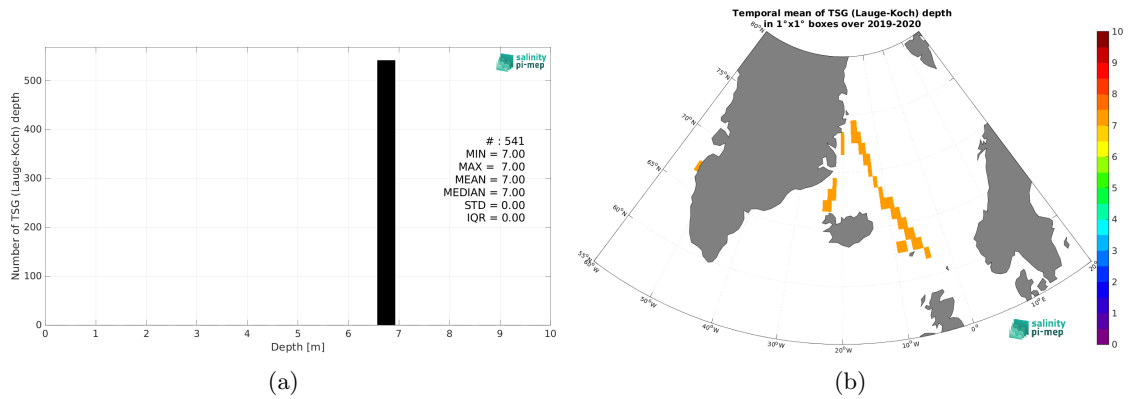 Number of TSG (Lauge-Koch) depth
500
400
300
200
100
0
0 1 2 3 4 5 6 7 8 9 10
Depth [m]
salinity
pi-mep
# : 541
MIN = 7.00
MAX = 7.00
MEAN = 7.00
MEDIAN = 7.00
STD = 0.00
IQR = 0.00
(a)
Temporal mean of TSG (Lauge-Koch) depth
in 1°x1° boxes over 2019-2020
80°N
75°N
70°N
65°N
60°N
55°N
60°W
50°W
40°W
30°W
20°W
10°W
0°
10°E
20°
salinity
pi-mep
10
9
8
7
6
5
4
3
2
1
0
(b)